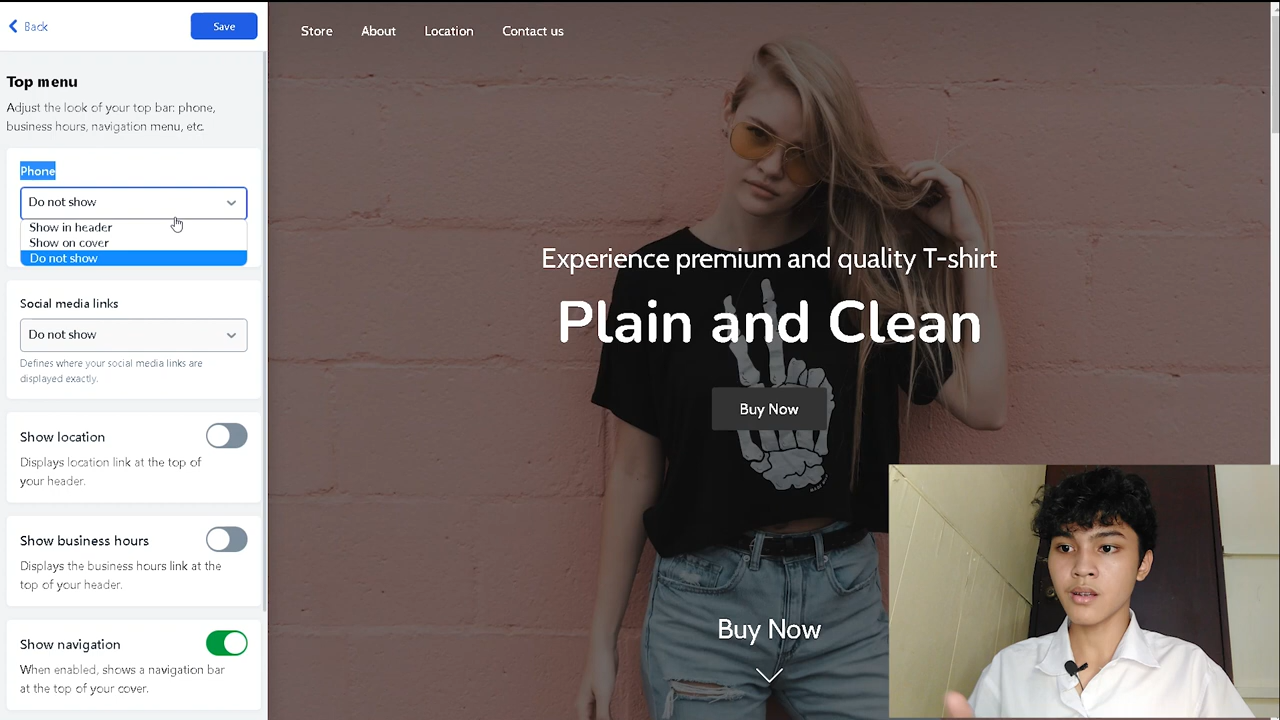 Back
Save
Top menu
Adjust the look of your top bar: phone,
business hours, navigation menu, etc.
Phone
Do not show
Show in header
Show on cover
Do not show
Social media links
Do not show
Defines where your social media links are
displayed exactly.
Show location
Displays location link at the top of
your header.
Show business hours
Displays the business hours link at the
top of your header.
Show navigation
When enabled, shows a navigation bar
at the top of your cover.
Store About Location Contact us
Experience premium and quality T-shirt
Plain and Clean
Buy Now
Buy Now